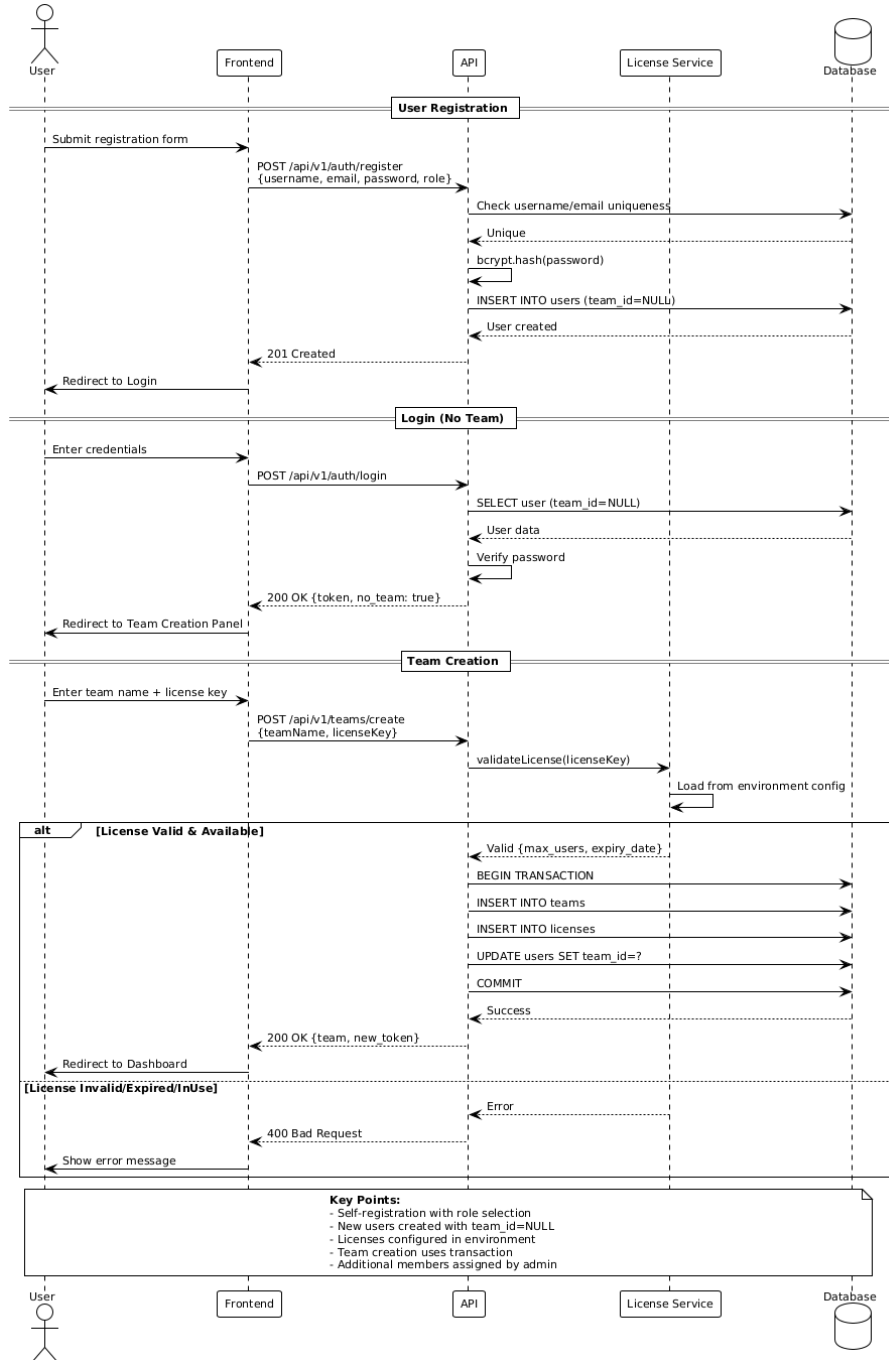 User
Frontend
API
License Service
Database
User Registration
Submit registration form
POST /api/v1/auth/register
{username, email, password, role}
Check username/email uniqueness
Unique
bcrypt.hash(password)
INSERT INTO users (team_id=NULL)
User created
201 Created
Redirect to Login
Login (No Team)
Enter credentials
POST /api/v1/auth/login
SELECT user (team_id=NULL)
User data
Verify password
200 OK {token, no_team: true}
Redirect to Team Creation Panel
Team Creation
Enter team name + license key
POST /api/v1/teams/create
{teamName, licenseKey}
validateLicense(licenseKey)
Load from environment config
alt
[License Valid & Available]
Valid {max_users, expiry_date}
BEGIN TRANSACTION
INSERT INTO teams
INSERT INTO licenses
UPDATE users SET team_id=?
COMMIT
Success
200 OK {team, new_token}
Redirect to Dashboard
[License Invalid/Expired/InUse]
Error
400 Bad Request
Show error message
Key Points:
- Self-registration with role selection
- New users created with team_id=NULL
- Licenses configured in environment
- Team creation uses transaction
- Additional members assigned by admin
User
Frontend
API
License Service
Database